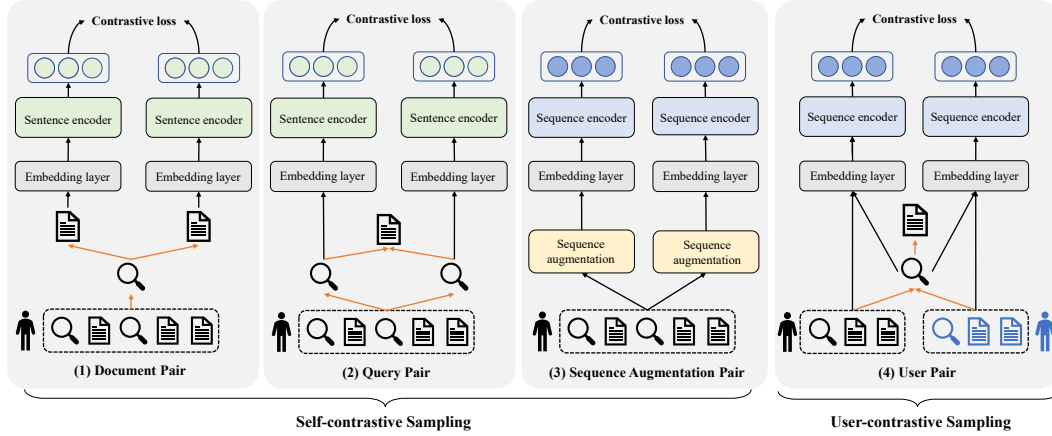 Contrastive loss
Sentence encoder
Sentence encoder
Embedding layer
Embedding layer
(1) Document Pair
Contrastive loss
Sentence encoder
Sentence encoder
Embedding layer
Embedding layer
(2) Query Pair
Contrastive loss
Sequence encoder
Sequence encoder
Embedding layer
Embedding layer
Sequence
augmentation
Sequence
augmentation
(3) Sequence Augmentation Pair
Contrastive loss
Sequence encoder
Sequence encoder
Embedding layer
Embedding layer
(4) User Pair
Self-contrastive Sampling
User-contrastive Sampling